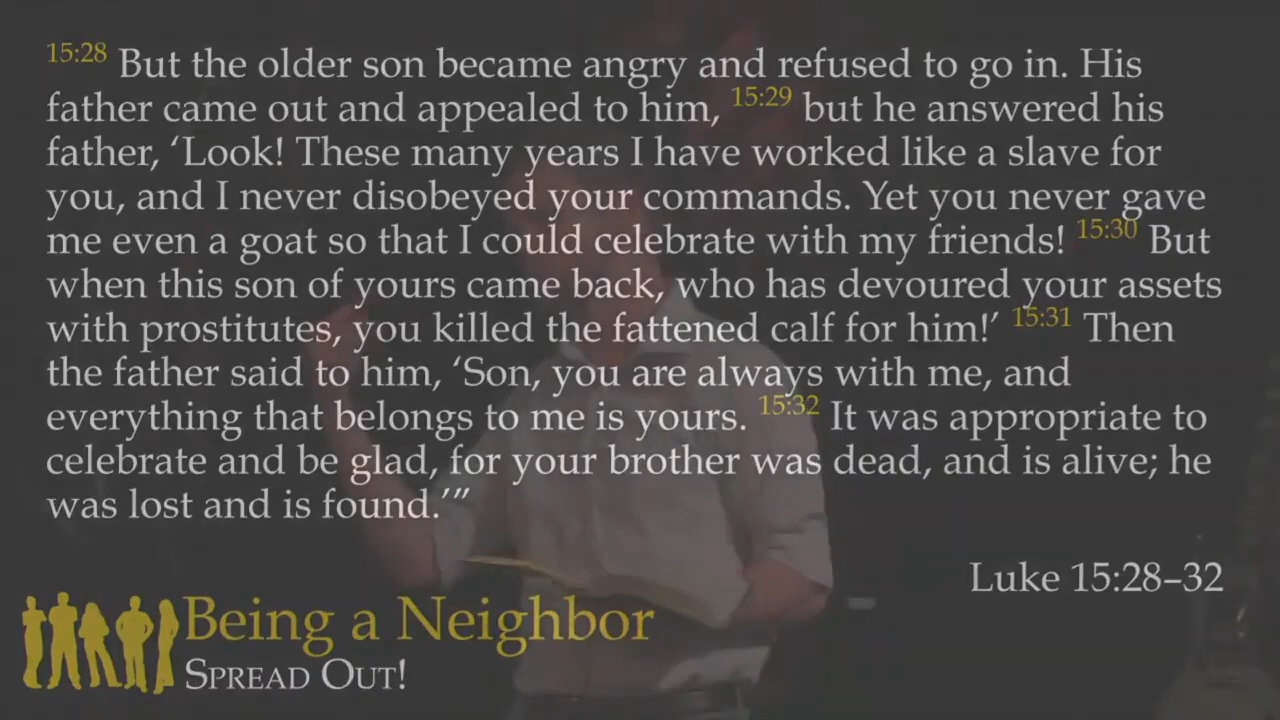 15:28 But the older son became angry and refused to go in. His
father came out and appealed to him, 15:29 but he answered his
father, ‘Look! These many years I have worked like a slave for
you, and I never disobeyed your commands. Yet you never gave
me even a goat so that I could celebrate with my friends! 15:30 But
when this son of yours came back, who has devoured your assets
with prostitutes, you killed the fattened calf for him!’ 15:31 Then
the father said to him, ‘Son, you are always with me, and
everything that belongs to me is yours. 15:32 It was appropriate to
celebrate and be glad, for your brother was dead, and is alive; he
was lost and is found.’”
Luke 15:28–32
Being a Neighbor
SPREAD OUT!